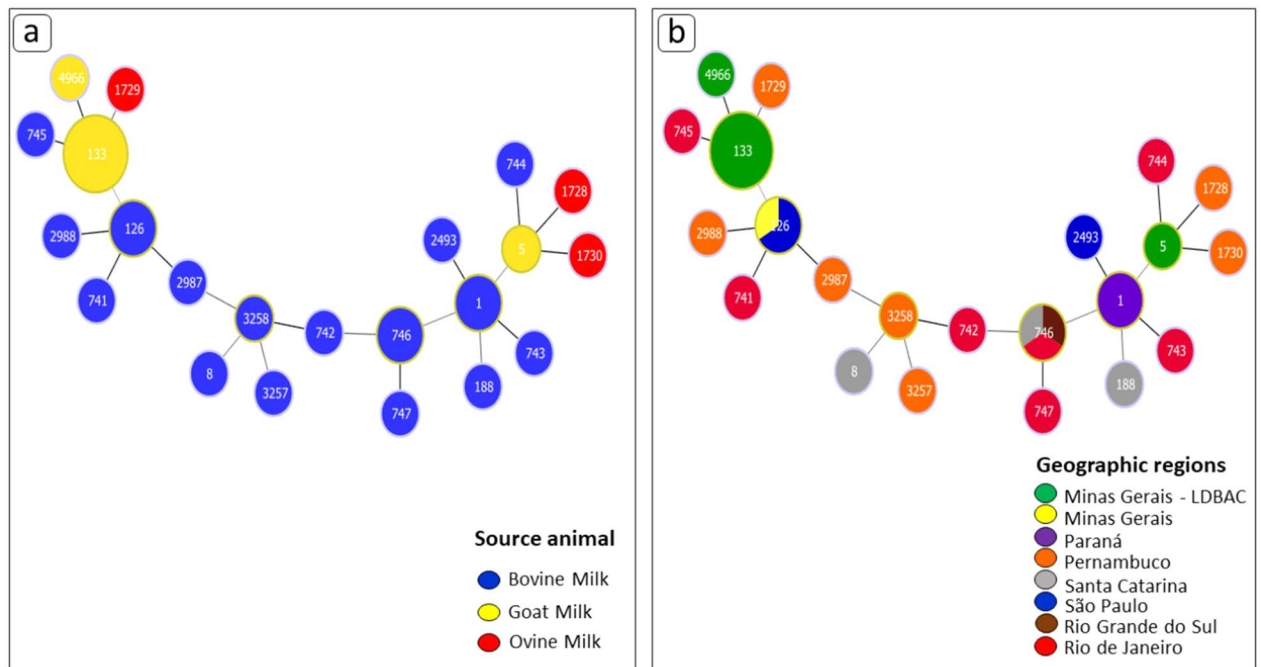 a
4966
1729
745
133
744
1728
2988
126
2493
5
1730
2987
741
1
3258
742
746
743
8
188
3257
747
Source animal
Bovine Milk
Goat Milk
Ovine Milk
b
4966
1729
745
133
744
1728
2988
126
2493
5
1730
2987
741
1
3258
742
746
743
8
188
3257
747
Geographic regions
Minas Gerais - LDBAC
Minas Gerais
Paraná
Pernambuco
Santa Catarina
São Paulo
Rio Grande do Sul
Rio de Janeiro